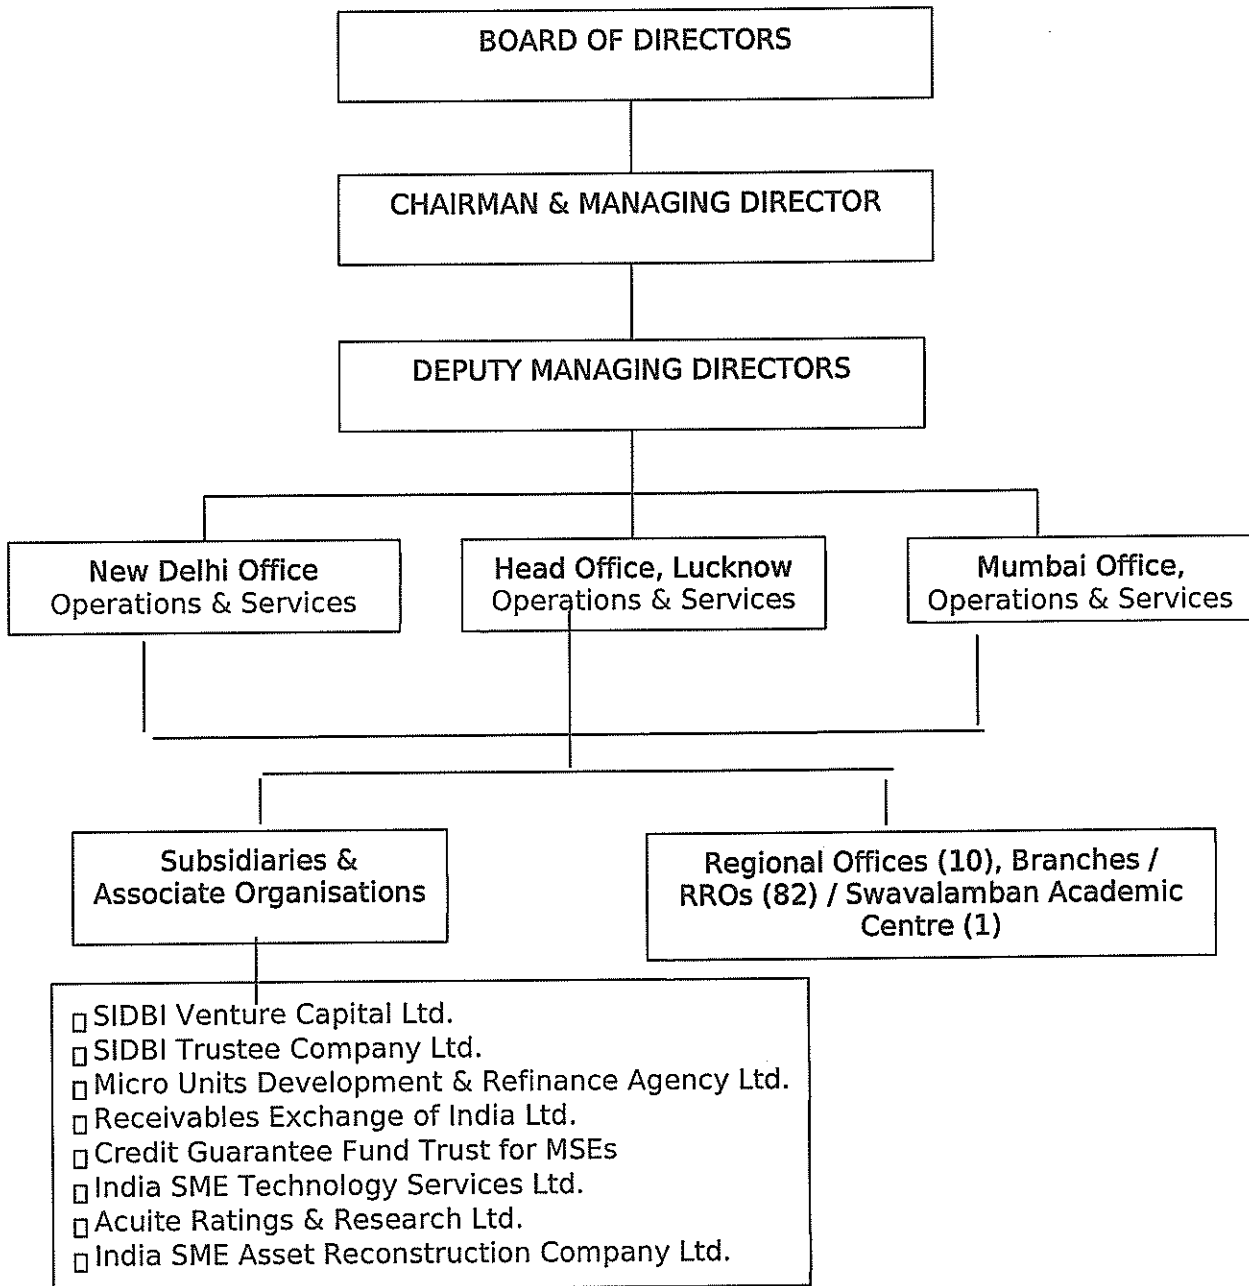 BOARD OF DIRECTORS
CHAIRMAN & MANAGING DIRECTOR
DEPUTY MANAGING DIRECTORS
New Delhi Office
Operations & Services
Head Office, Lucknow
Operations & Services
Mumbai Office,
Operations & Services
Subsidiaries &
Associate Organisations
Regional Offices (10), Branches /
RROs (82) / Swavalamban Academic
Centre (1)
SIDBI Venture Capital Ltd.
SIDBI Trustee Company Ltd.
Micro Units Development & Refinance Agency Ltd.
Receivables Exchange of India Ltd.
Credit Guarantee Fund Trust for MSEs
India SME Technology Services Ltd.
Acuite Ratings & Research Ltd.
India SME Asset Reconstruction Company Ltd.